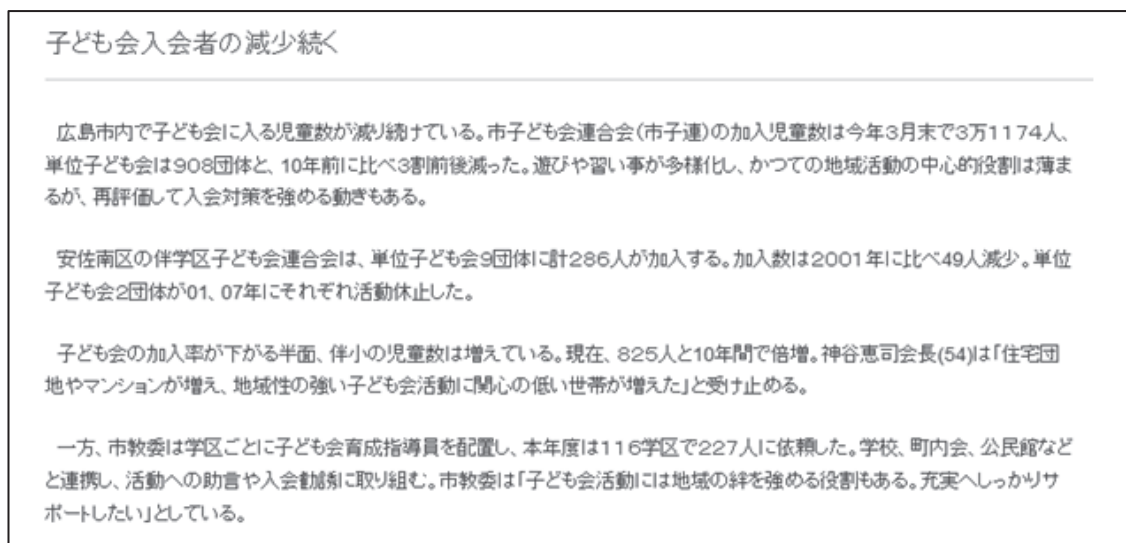 子ども会入会者の減少続く
広島市内で子ども会に入る児童数が減り続けている。市子ども会連合会(市子連)の加入児童数は今年3月末で3万1174人、
単位子ども会は908団体と、10年前に比べ3割前後減った。遊びや習い事が多様化し、かつての地域活動の中心的役割は薄ま
るが、再評価して入会対策を強める動きもある。
安佐南区の伴学区子ども会連合会は、単位子ども会9団体に計286人が加入する。加入数は2001年に比べ49人減少。単位
子ども会2団体が01、07年にそれぞれ活動休止した。
子ども会の加入率が下がる半面、伴小の児童数は増えている。現在、825人と10年間で倍増。神谷恵司会長(54)は「住宅団
地やマンションが増え、地域性の強い子ども会活動に関心の低い世帯が増えた」と受け止める。
一方、市教委は学区ごとに子ども会育成指導員を配置し、本年度は116学区で227人に依頼した。学校、町内会、公民館など
と連携し、活動への助言や入会勧誘に取り組む。市教委は「子ども会活動には地域の絆を強める役割もある。充実へしっかりサ
ポートしたい」としている。